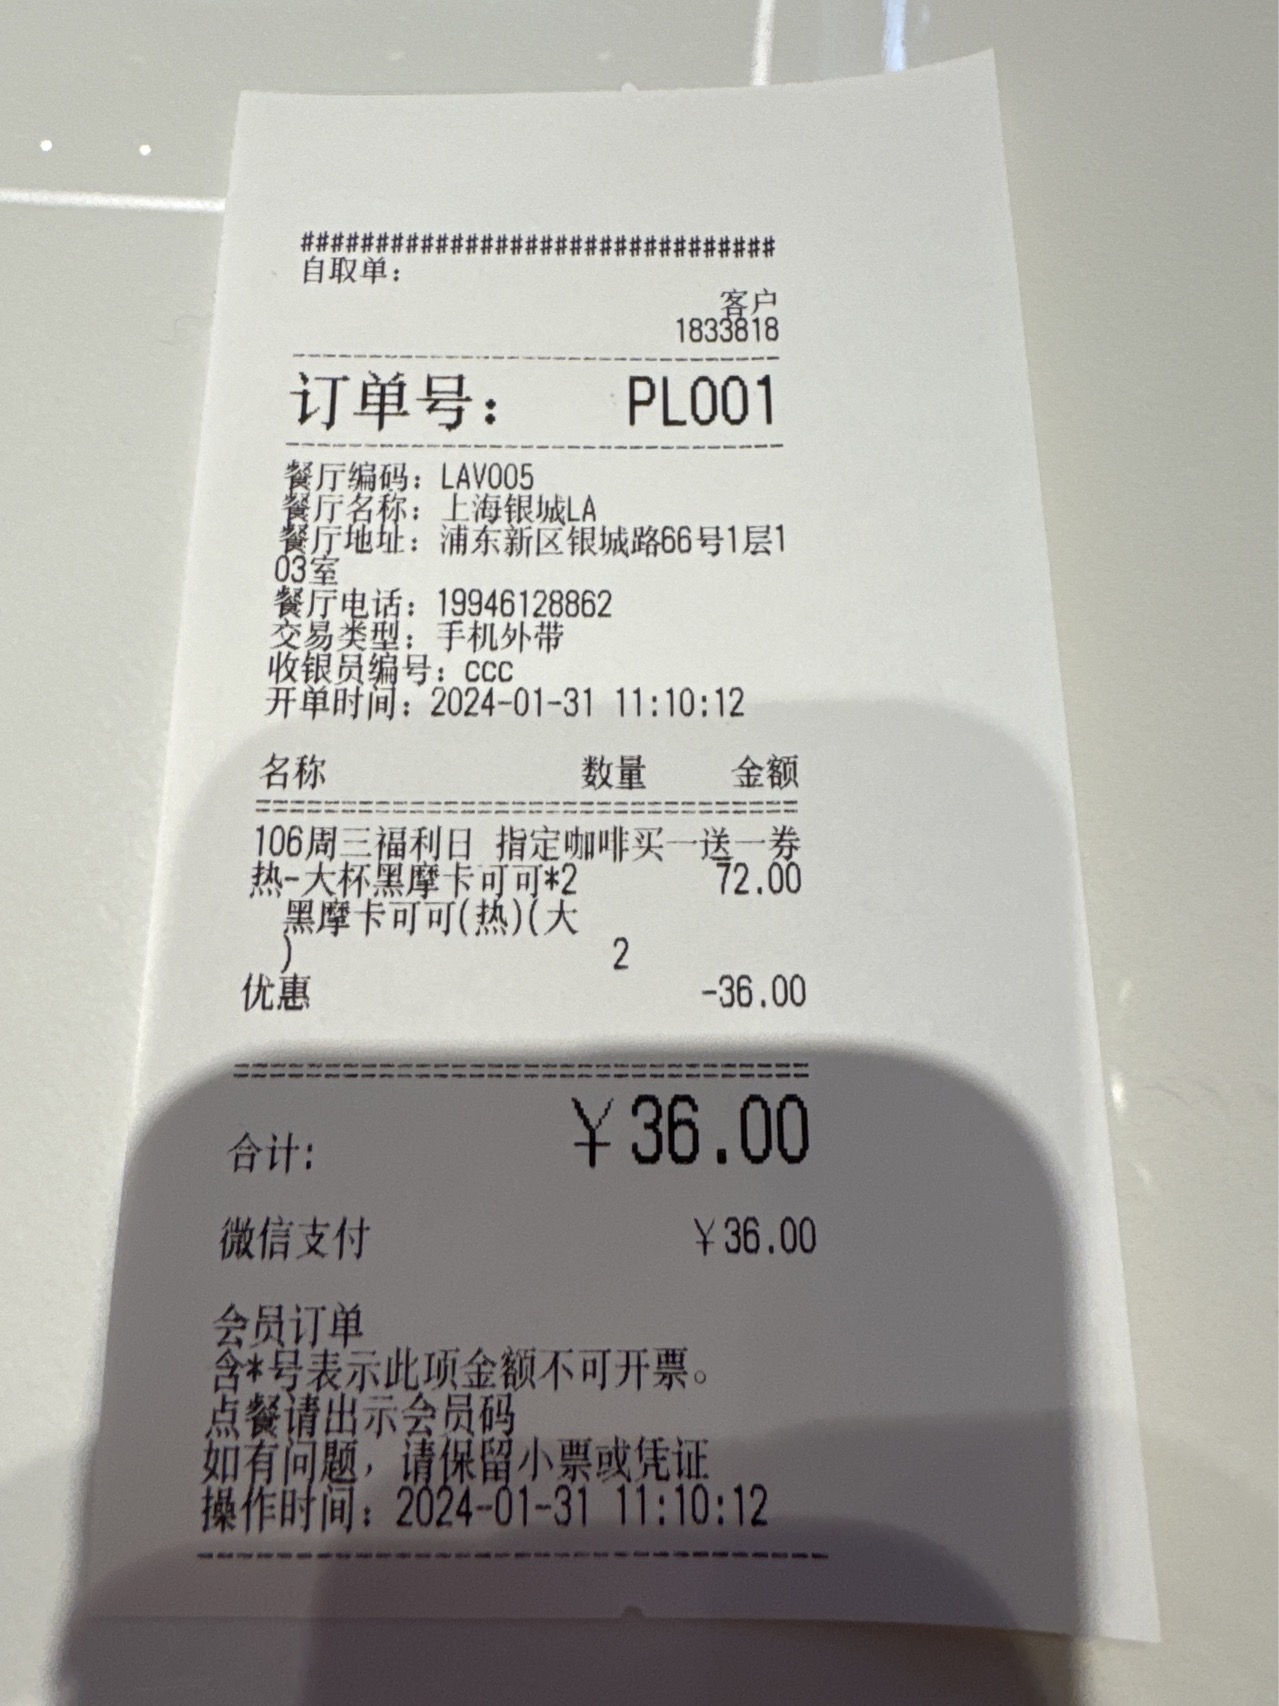 ################################
自取单：
客户
1833818
订单号： PL001
餐厅编码：LAV005
餐厅名称：上海银城LA
餐厅地址：浦东新区银城路66号1层1
03室
餐厅电话：19946128862
交易类型：手机外带
收银员编号：ccc
开单时间：2024-01-31 11:10:12
名称 数量 金额
106周三福利日 指定咖啡买一送一券
热-大杯黑摩卡可可*2 72.00
黑摩卡可可(热)(大
) 2
优惠 -36.00
合计: ￥36.00
微信支付 ￥36.00
会员订单
含*号表示此项金额不可开票。
点餐请出示会员码
如有问题，请保留小票或凭证
操作时间：2024-01-31 11:10:12